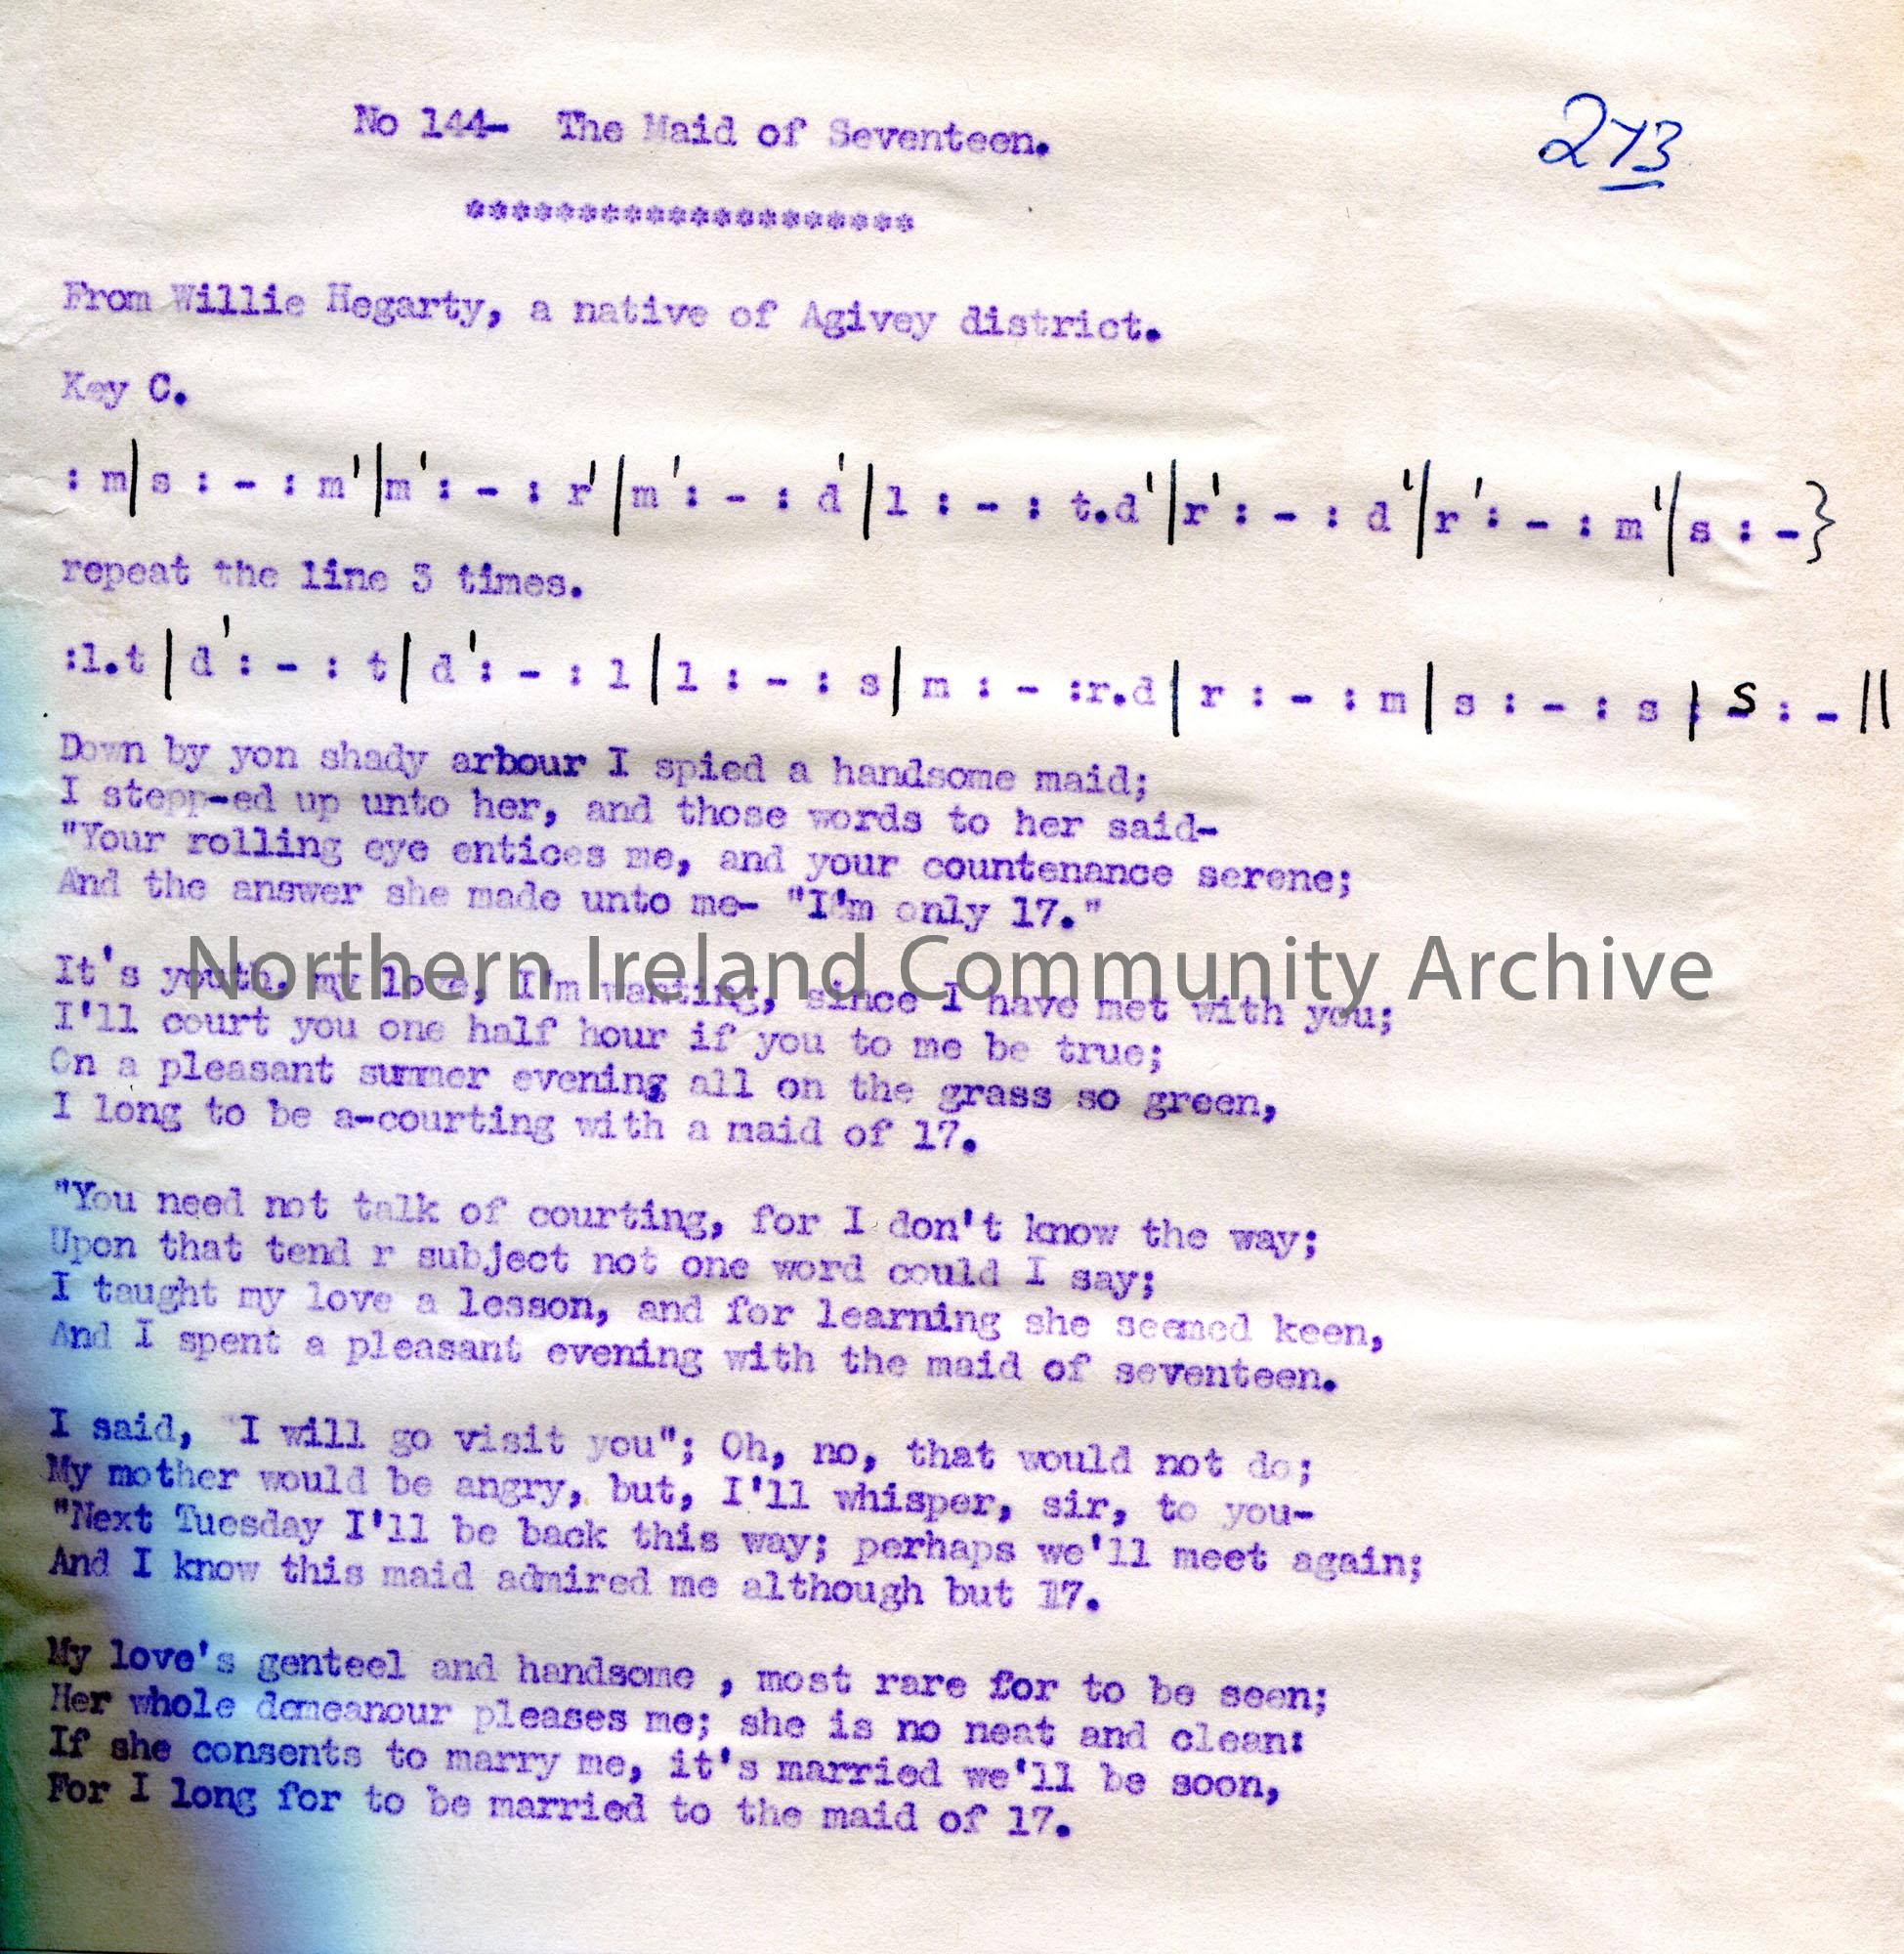 No 144- The Maid of Seventeen.
273
********************
From Willie Hegarty, a native of Agivey district.
Key C.
: m|s : - : m'|m' : - : r'|m' : - : d'|l : - : t.d'|r' : - : d'|r' : - : m'|s : -}
repeat the line 3 times.
:l.t|d' : - : t|d' : - : l|l : - : s|m : - :r.d|r : - : m|s : - : s|s : -||
Down by yon shady arbour I spied a handsome maid;
I stepp-ed up unto her, and those words to her said-
"Your rolling eye entices me, and your countenance serene;
And the answer she made unto me- "I'm only 17."
Northern Ireland Community Archive
It's youth, my love, I'm wanting, since I have met with you;
I'll court you one half hour if you to me be true;
On a pleasant summer evening all on the grass so green,
I long to be a-courting with a maid of 17.
"You need not talk of courting, for I don't know the way;
Upon that tend r subject not one word could I say;
I taught my love a lesson, and for learning she seemed keen,
And I spent a pleasant evening with the maid of seventeen.
I said, "I will go visit you"; Oh, no, that would not do;
My mother would be angry, but, I'll whisper, sir, to you-
"Next Tuesday I'll be back this way; perhaps we'll meet again;
And I know this maid admired me although but 17.
My love's genteel and handsome , most rare for to be seen;
Her whole demeanour pleases me; she is no neat and clean:
If she consents to marry me, it's married we'll be soon,
For I long for to be married to the maid of 17.